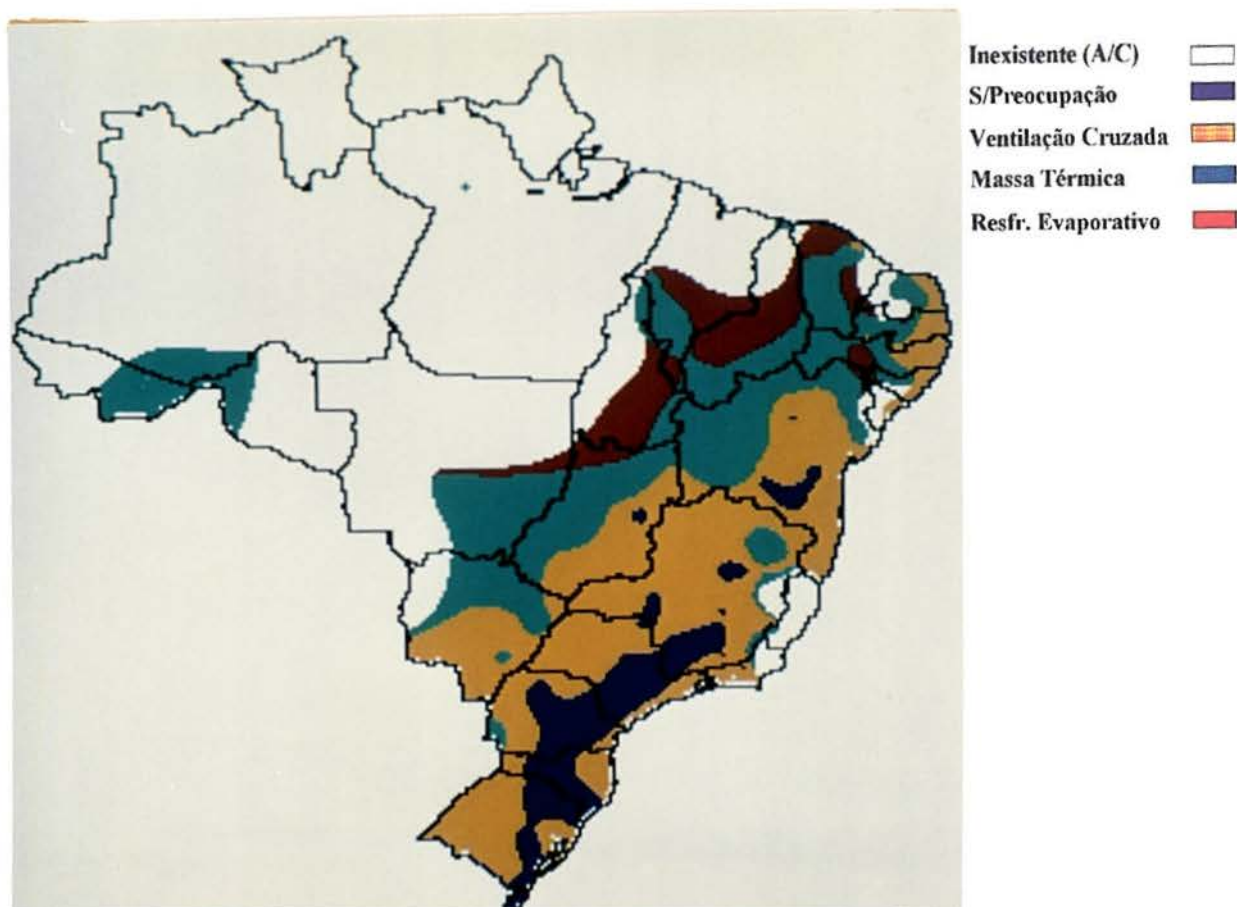 Inexistente (A/C)
S/Preocupação
Ventilação Cruzada
Massa Térmica
Resfr. Evaporativo